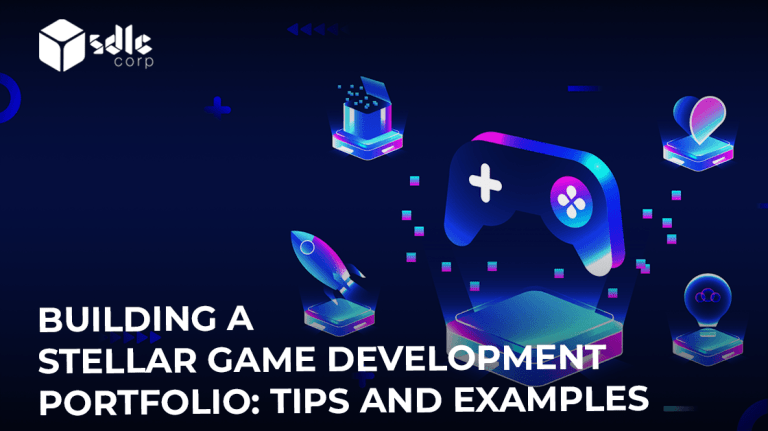 sdlc
corp
BUILDING A
STELLAR GAME DEVELOPMENT
PORTFOLIO: TIPS AND EXAMPLES